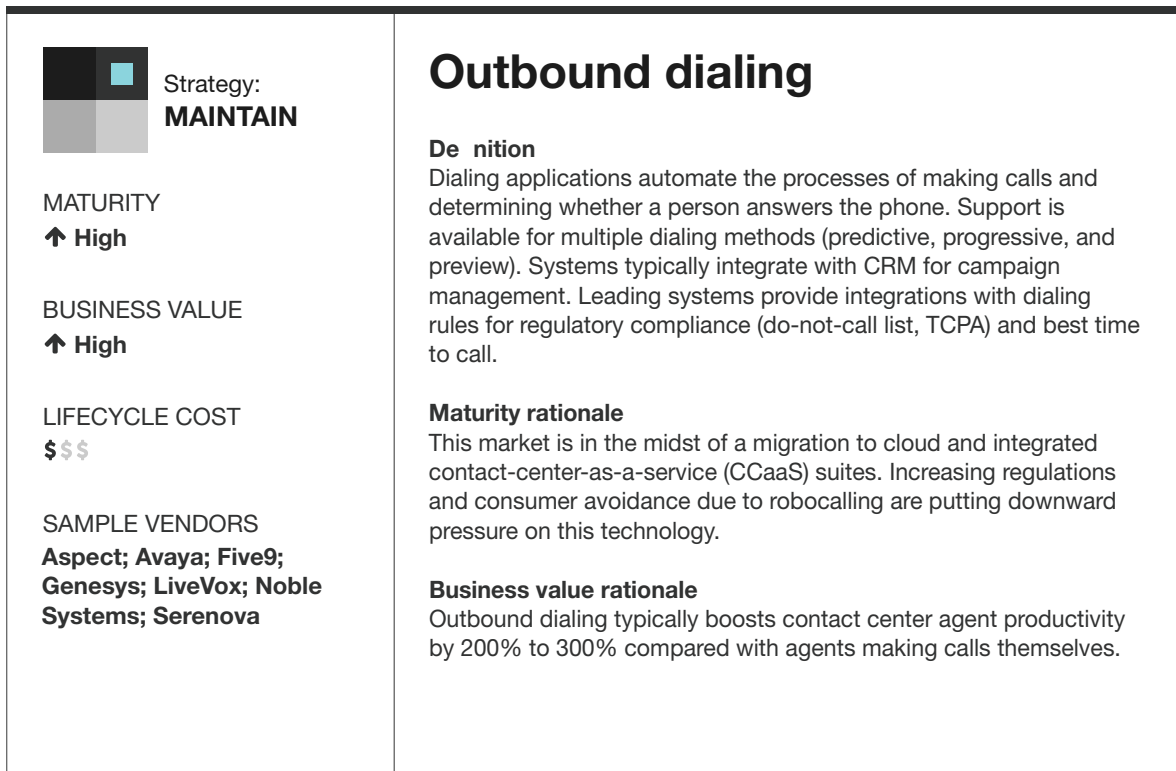 Strategy:
MAINTAIN
MATURITY
↑ High
BUSINESS VALUE
↑ High
LIFECYCLE COST
$$$
SAMPLE VENDORS
Aspect; Avaya; Five9;
Genesys; LiveVox; Noble
Systems; Serenova
Outbound dialing
De nition
Dialing applications automate the processes of making calls and
determining whether a person answers the phone. Support is
available for multiple dialing methods (predictive, progressive, and
preview). Systems typically integrate with CRM for campaign
management. Leading systems provide integrations with dialing
rules for regulatory compliance (do-not-call list, TCPA) and best time
to call.
Maturity rationale
This market is in the midst of a migration to cloud and integrated
contact-center-as-a-service (CCaaS) suites. Increasing regulations
and consumer avoidance due to robocalling are putting downward
pressure on this technology.
Business value rationale
Outbound dialing typically boosts contact center agent productivity
by 200% to 300% compared with agents making calls themselves.